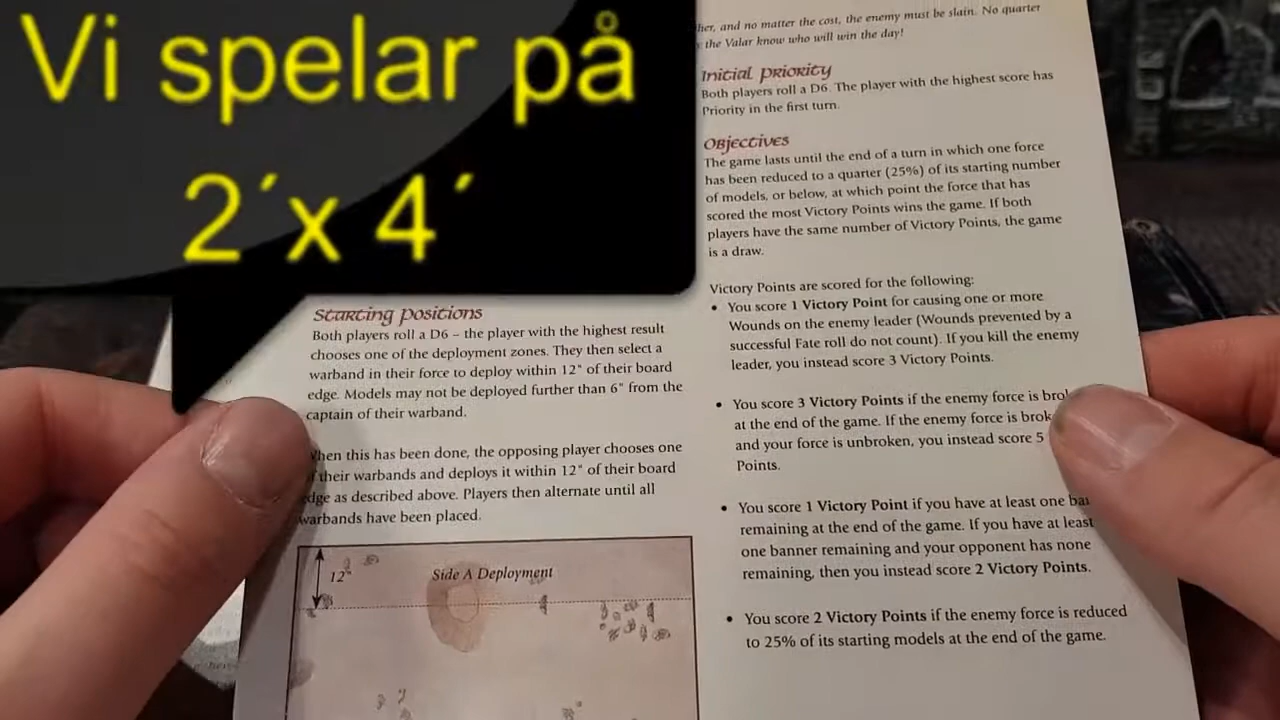 Vi spelar på
2´x 4´
Starting Positions
Both players roll a D6 – the player with the highest result
chooses one of the deployment zones. They then select a
warband in their force to deploy within 12" of their board
edge. Models may not be deployed further than 6" from the
captain of their warband.
this has been done, the opposing player chooses one
their warbands and deploys it within 12" of their board
edge as described above. Players then alternate until all
warbands have been placed.
12"
Side A Deployment
and no matter the cost, the enemy must be slain. No quarter
the Valar know who will win the day!
Initial Priority
Both players roll a D6. The player with the highest score has
Priority in the first turn.
Objectives
The game lasts until the end of a turn in which one force
has been reduced to a quarter (25%) of its starting number
of models, or below, at which point the force that has
scored the most Victory Points wins the game. If both
players have the same number of Victory Points, the game
is a draw.
Victory Points are scored for the following:
• You score 1 Victory Point for causing one or more
Wounds on the enemy leader (Wounds prevented by a
successful Fate roll do not count). If you kill the enemy
leader, you instead score 3 Victory Points.
• You score 3 Victory Points if the enemy force is
at the end of the game. If the enemy force is
and your force is unbroken, you instead score 5
Points.
• You score 1 Victory Point if you have at least one
remaining at the end of the game. If you have at least
one banner remaining and your opponent has none
remaining, then you instead score 2 Victory Points.
• You score 2 Victory Points if the enemy force is reduced
to 25% of its starting models at the end of the game.